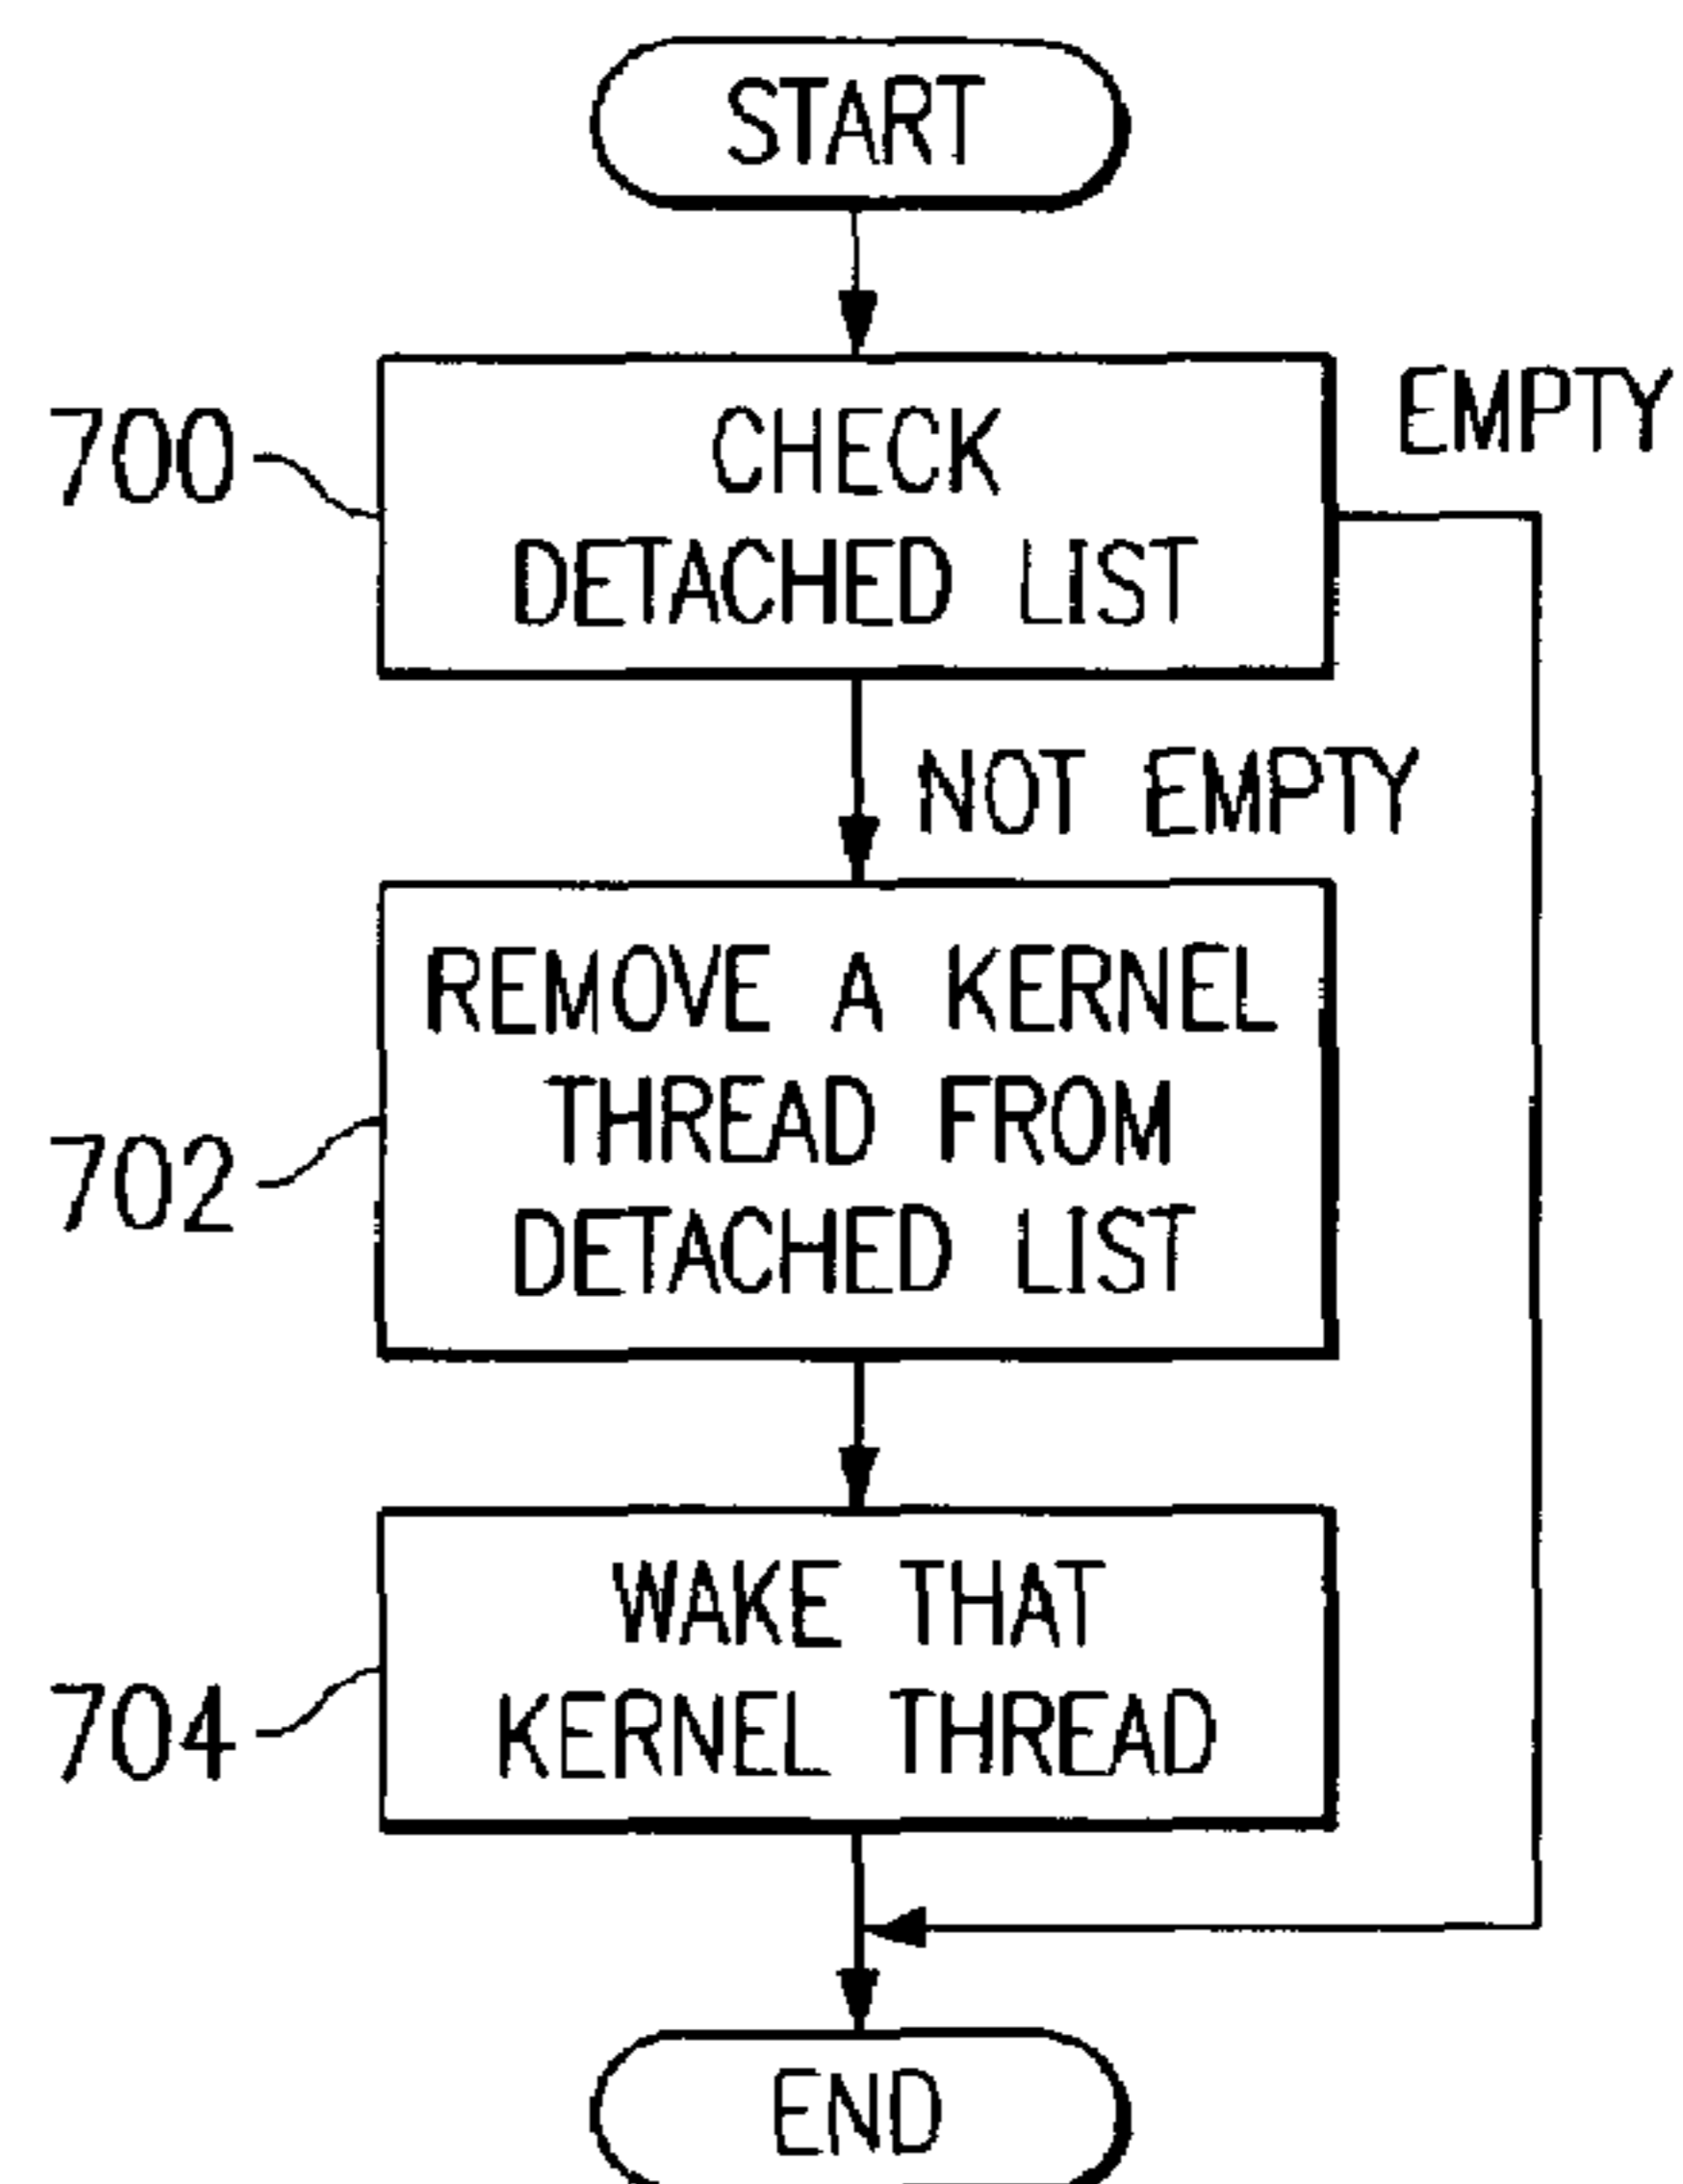 START
EMPTY
700
CHECK
DETACHED LIST
NOT EMPTY
REMOVE A KERNEL
THREAD FROM
DETACHED LIST
702
WAKE THAT
KERNEL THREAD
704
END